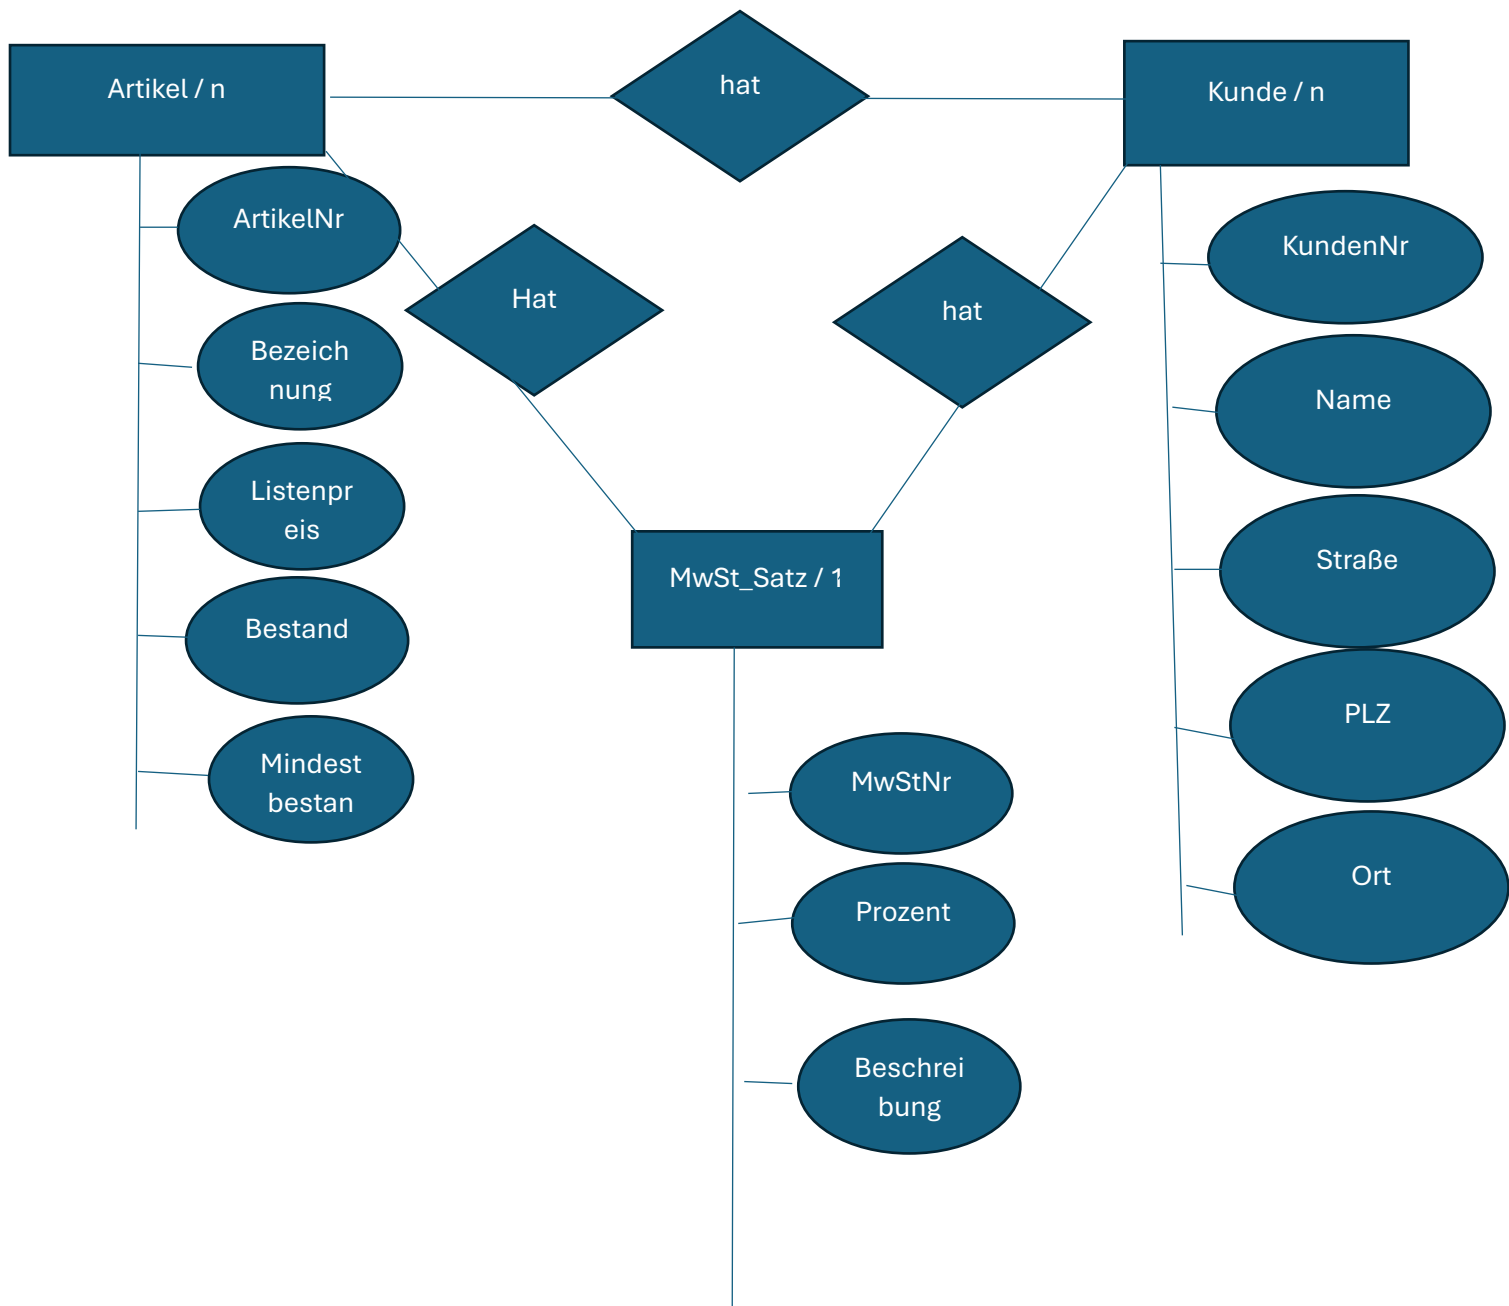 Artikel / n
hat
Kunde / n
ArtikelNr
Bezeich
nung
Listenpr
eis
Bestand
Mindest
bestan
Hat
hat
MwSt_Satz / 1
MwStNr
Prozent
Beschrei
bung
KundenNr
Name
Straße
PLZ
Ort